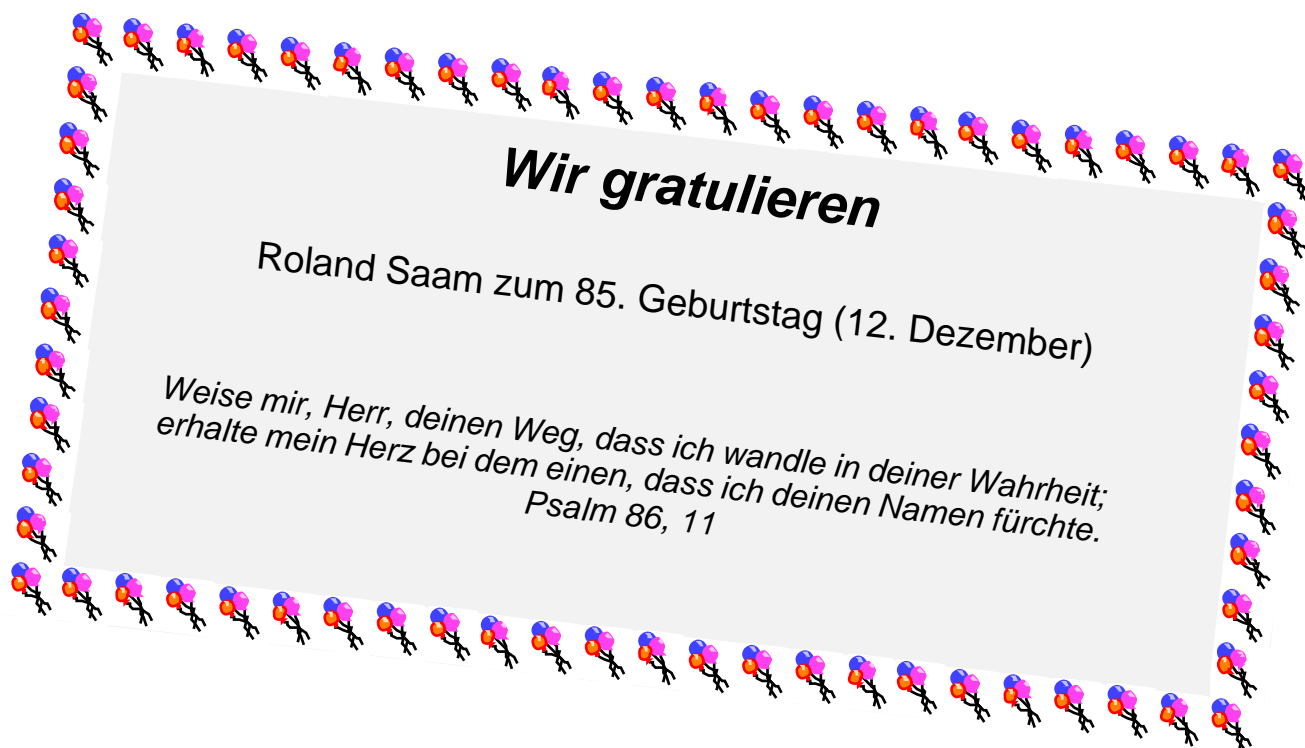 Wir gratulieren
Roland Saam zum 85. Geburtstag (12. Dezember)
Weise mir, Herr, deinen Weg, dass ich wandle in deiner Wahrheit;
erhalte mein Herz bei dem einen, dass ich deinen Namen fürchte.
Psalm 86, 11